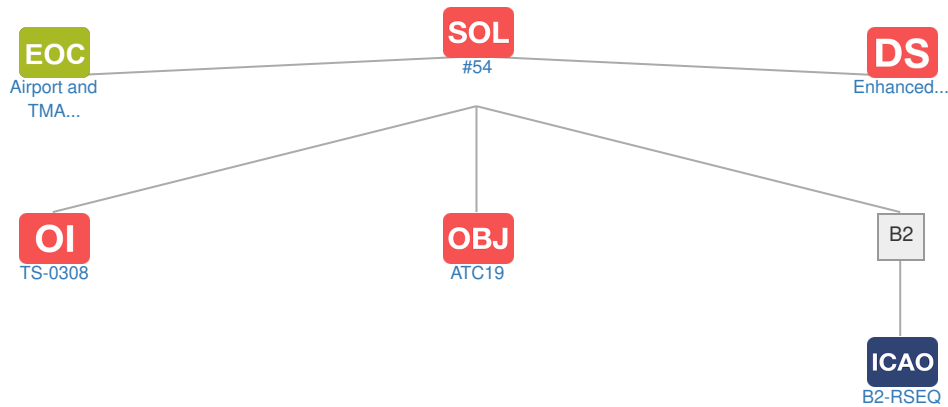 EOC
Airport and
TMA...
SOL
#54
DS
Enhanced...
OI
TS-0308
OBJ
ATC19
B2
ICAO
B2-RSEQ